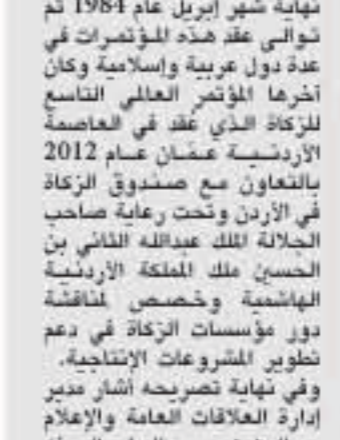 نهاية شهر إبريل عام 1984 ثم
توالى عقد هذه المؤتمرات في
عدة دول عربية وإسلامية وكان
آخرها المؤتمر العالمي التاسع
للزكاة الذي عُقد في العاصمة
الأردنية عمّان عام 2012
بالتعاون مع صندوق الزكاة
في الأردن وتحت رعاية صاحب
الجلالة الملك عبدالله الثاني بن
الحسين ملك المملكة الأردنية
الهاشمية وخصص لمناقشة
دور مؤسسات الزكاة في دعم
تطوير المشروعات الإنتاجية.
وفي نهاية تصريحه أشار مدير
إدارة العلاقات العامة والإعلام